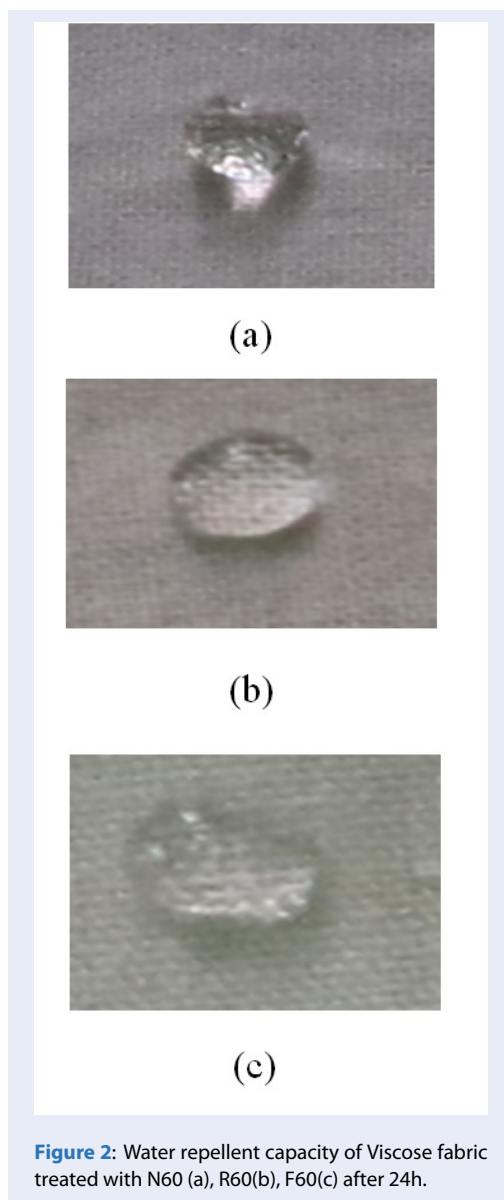 (a)
(b)
(c)
Figure 2: Water repellent capacity of Viscose fabric
treated with N60 (a), R60(b), F60(c) after 24h.